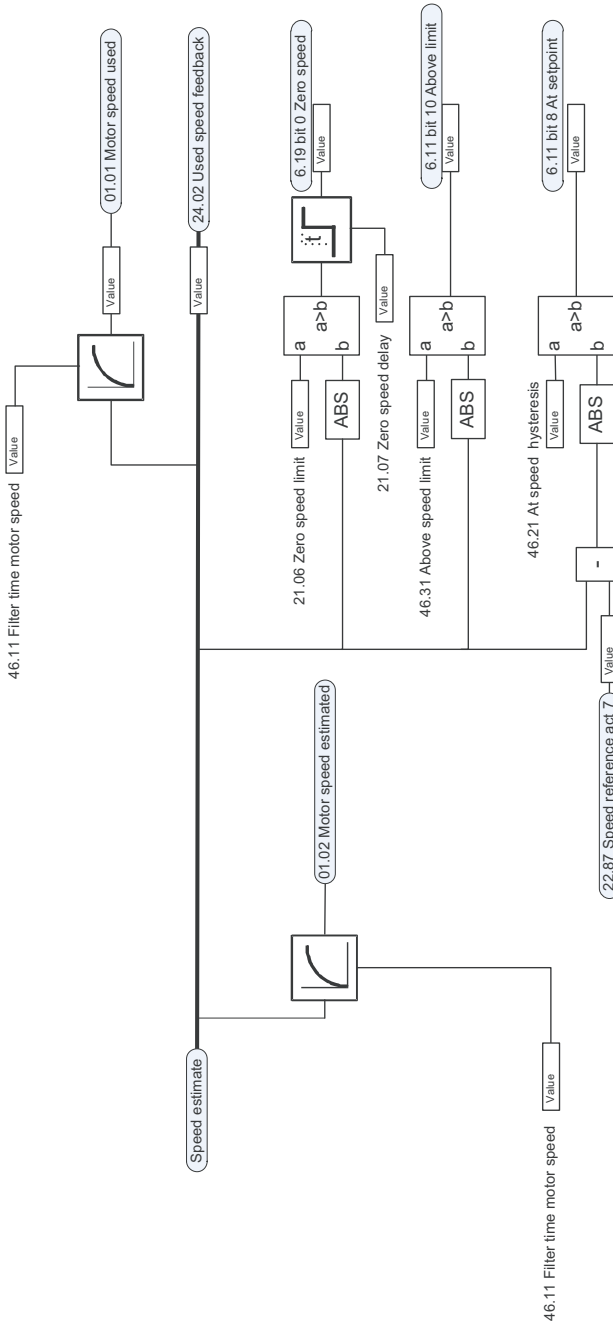 46.11 Filter time motor speed
Value
Value
01.01 Motor speed used
Speed estimate
Value
24.02 Used speed feedback
46.11 Filter time motor speed
Value
01.02 Motor speed estimated
21.06 Zero speed limit
Value
a
a>b
b
ABS
t
Value
6.19 bit 0 Zero speed
21.07 Zero speed delay
Value
46.31 Above speed limit
Value
a
a>b
b
ABS
Value
6.11 bit 10 Above limit
46.21 At speed hysteresis
Value
a
a>b
b
ABS
Value
6.11 bit 8 At setpoint
-
22.87 Speed reference act 7
Value